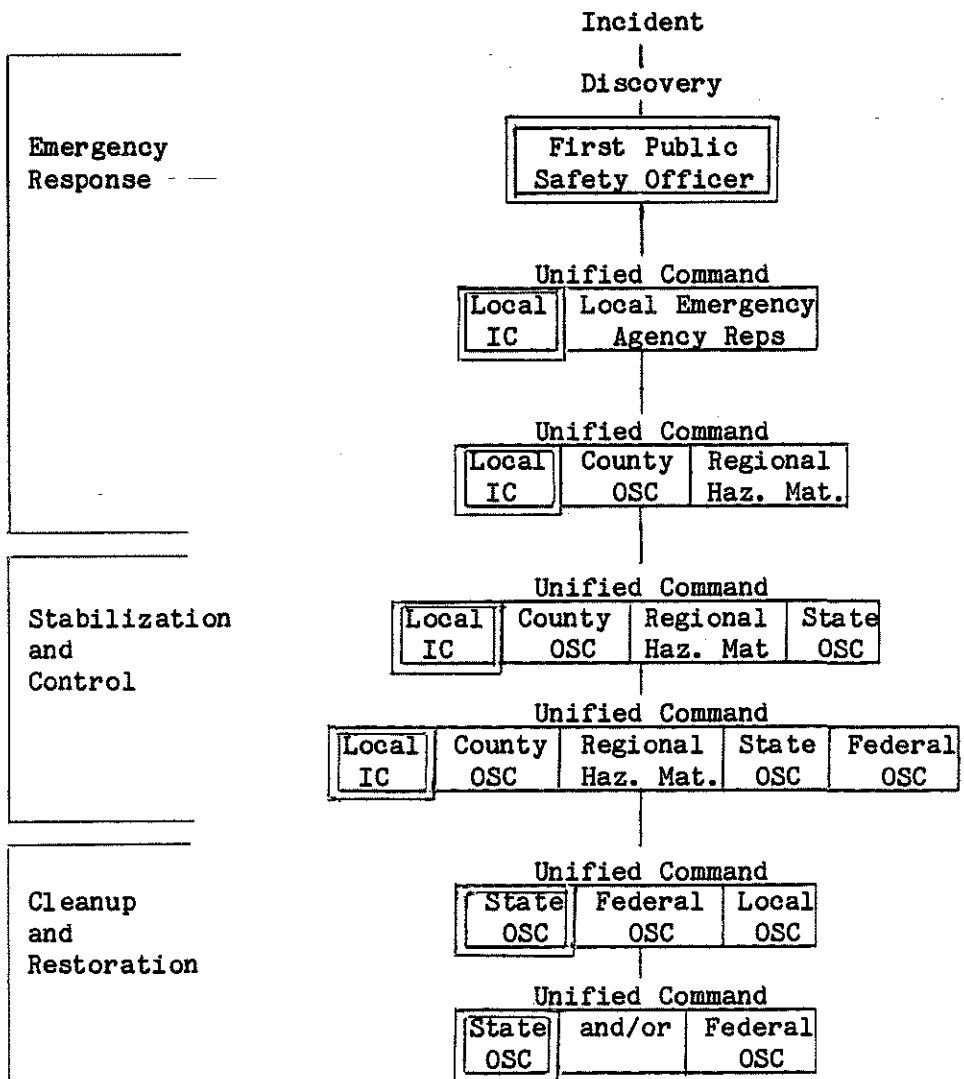 Incident
Discovery
Emergency
Response
First Public
Safety Officer
Unified Command
Local IC
Local Emergency Agency Reps
Unified Command
Local IC
County OSC
Regional Haz. Mat.
Stabilization
and
Control
Unified Command
Local IC
County OSC
Regional Haz. Mat
State OSC
Unified Command
Local IC
County OSC
Regional Haz. Mat.
State OSC
Federal OSC
Cleanup
and
Restoration
Unified Command
State OSC
Federal OSC
Local OSC
Unified Command
State OSC
and/or
Federal OSC